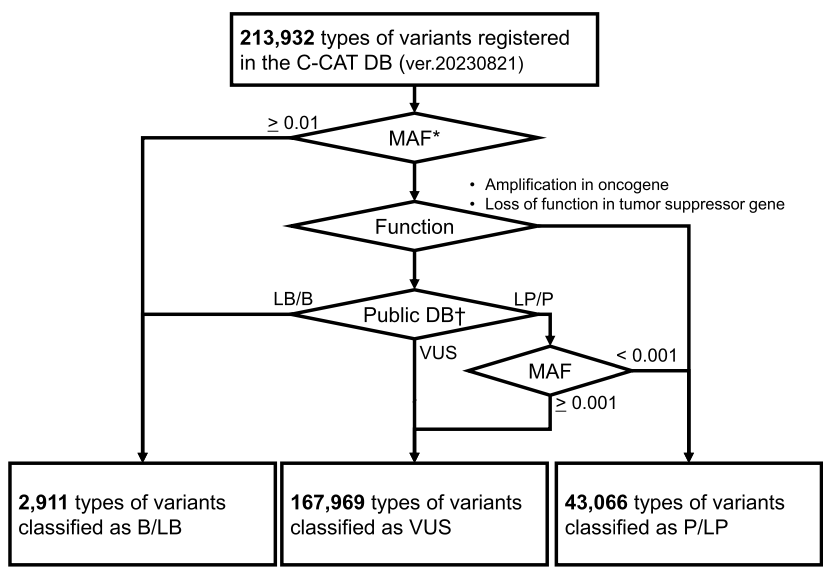 213,932 types of variants registered
in the C-CAT DB (ver.20230821)
≥ 0.01
MAF*
• Amplification in oncogene
• Loss of function in tumor suppressor gene
Function
LB/B
Public DB†
LP/P
VUS
MAF
< 0.001
≥ 0.001
2,911 types of variants
classified as B/LB
167,969 types of variants
classified as VUS
43,066 types of variants
classified as P/LP